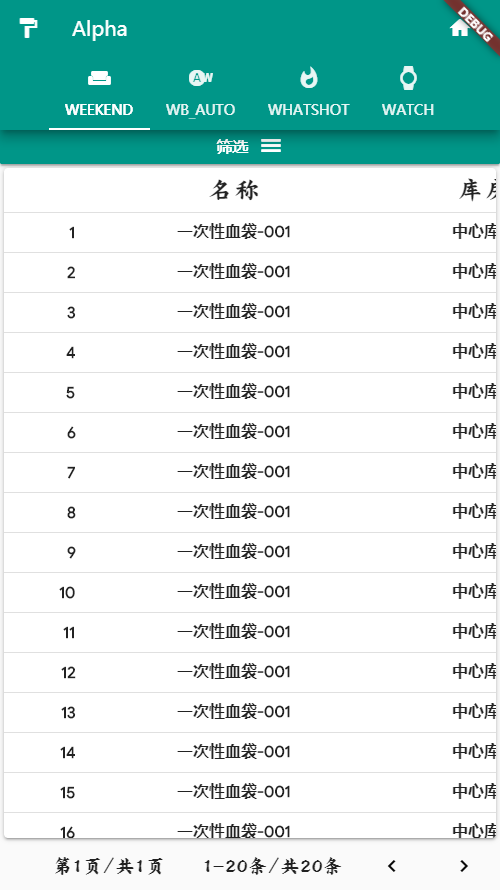 Alpha
DEBUG
WEEKEND WB_AUTO WHATSHOT WATCH
筛选
名称
1 一次性血袋-001 中心库
2 一次性血袋-001 中心库
3 一次性血袋-001 中心库
4 一次性血袋-001 中心库
5 一次性血袋-001 中心库
6 一次性血袋-001 中心库
7 一次性血袋-001 中心库
8 一次性血袋-001 中心库
9 一次性血袋-001 中心库
10 一次性血袋-001 中心库
11 一次性血袋-001 中心库
12 一次性血袋-001 中心库
13 一次性血袋-001 中心库
14 一次性血袋-001 中心库
15 一次性血袋-001 中心库
16 一次性血袋-001 中心库
第1页/共1页 1-20条/共20条